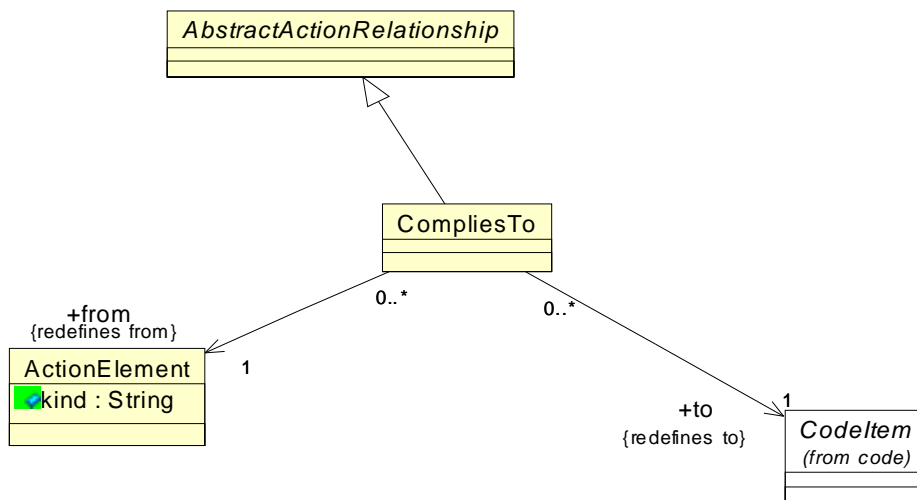 AbstractActionRelationship
CompliesTo
0..*
0..*
+from
{redefines from}
1
ActionElement
kind : String
+to
{redefines to}
1
CodeItem
(from code)